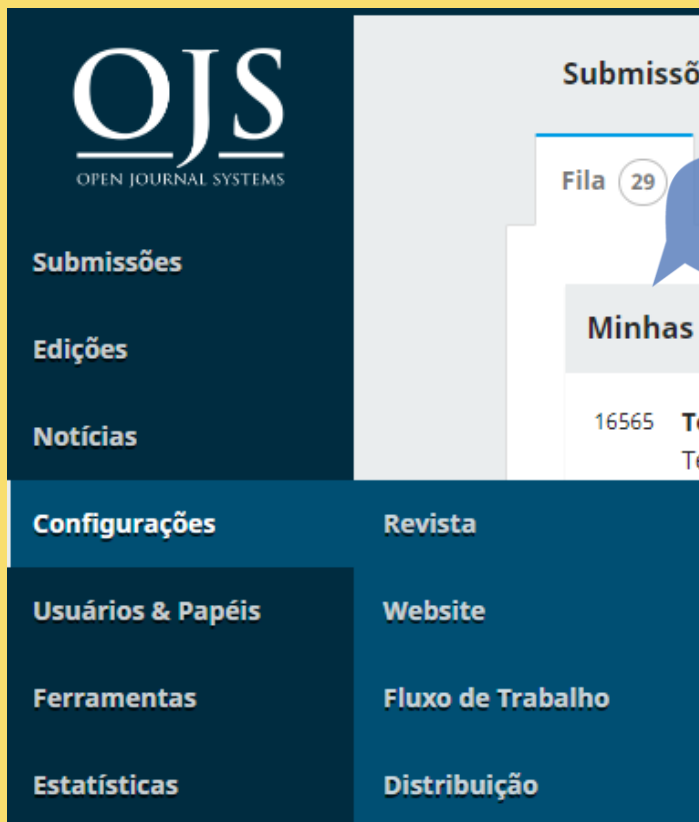 OJS
OPEN JOURNAL SYSTEMS
Submissões
Edições
Notícias
Configurações
Usuários & Papéis
Ferramentas
Estatísticas
Revista
Website
Fluxo de Trabalho
Distribuição
Submissõ
Fila 29
Minhas
16565